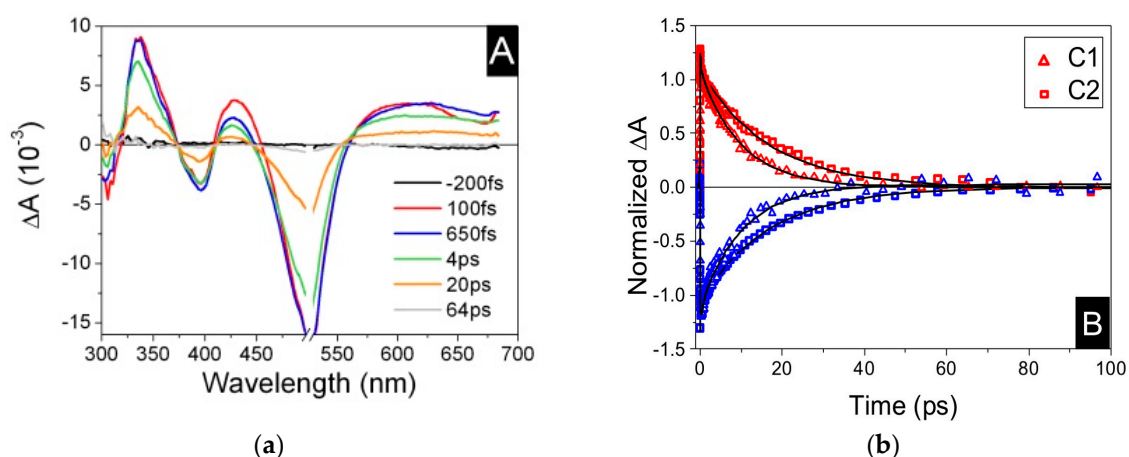 A
ΔA (10⁻³)
10
5
0
-5
-10
-15
-200fs
100fs
650fs
4ps
20ps
64ps
300 350 400 450 550 600 650 700
Wavelength (nm)
(a)
B
Normalized ΔA
1.5
1.0
0.5
0.0
-0.5
-1.0
-1.5
C1
C2
0 20 40 60 80 100
Time (ps)
(b)